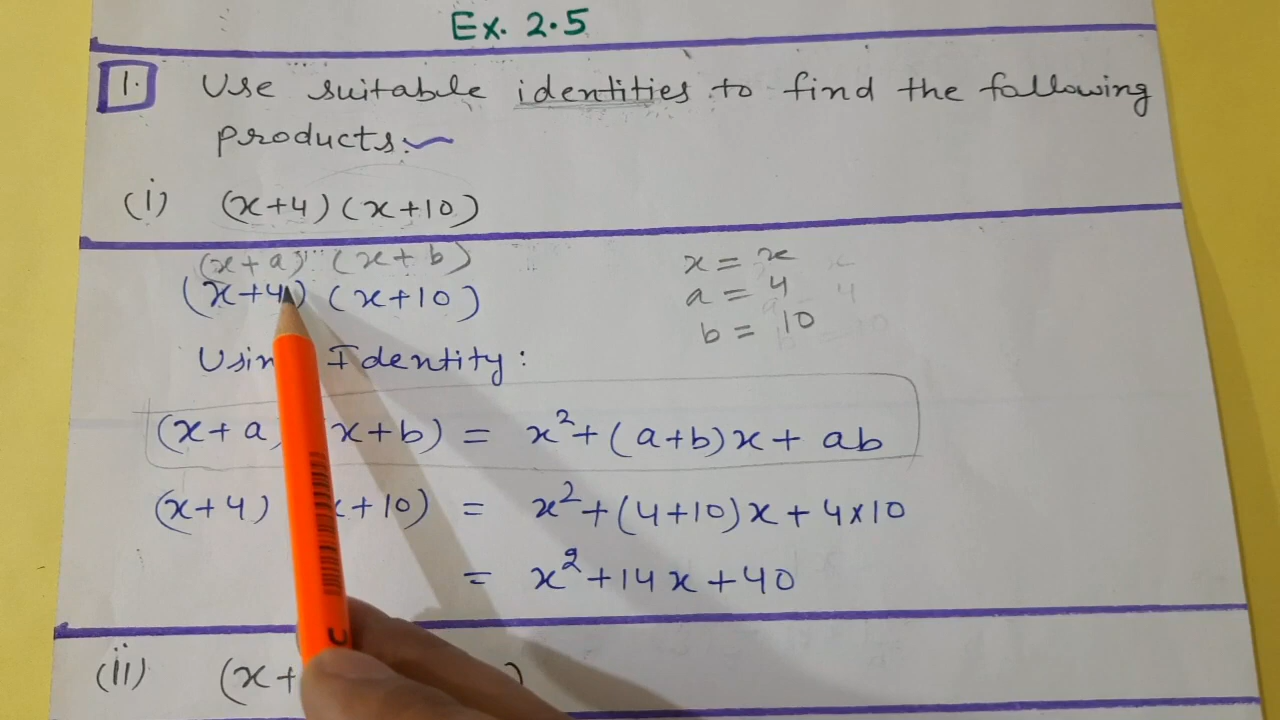 Ex. 2.5
1. Use suitable identities to find the following
products:
(i) (x+4)(x+10)
(x+a) (x+b)
x = x
(x+4) (x+10)
a = 4
b = 10
Identity:
(x+a x+b) = x²+(a+b)x+ ab
(x+4) x+10) = x²+(4+10)x+4×10
= x²+14x+40
(ii) (x+ )